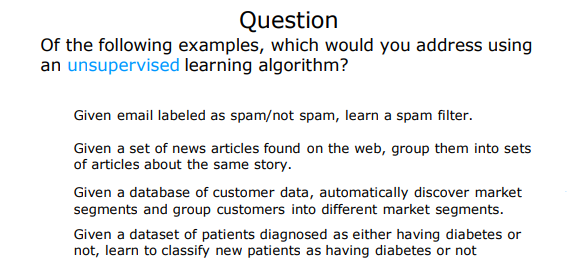 Question
Of the following examples, which would you address using
an unsupervised learning algorithm?
Given email labeled as spam/not spam, learn a spam filter.
Given a set of news articles found on the web, group them into sets
of articles about the same story.
Given a database of customer data, automatically discover market
segments and group customers into different market segments.
Given a dataset of patients diagnosed as either having diabetes or
not, learn to classify new patients as having diabetes or not